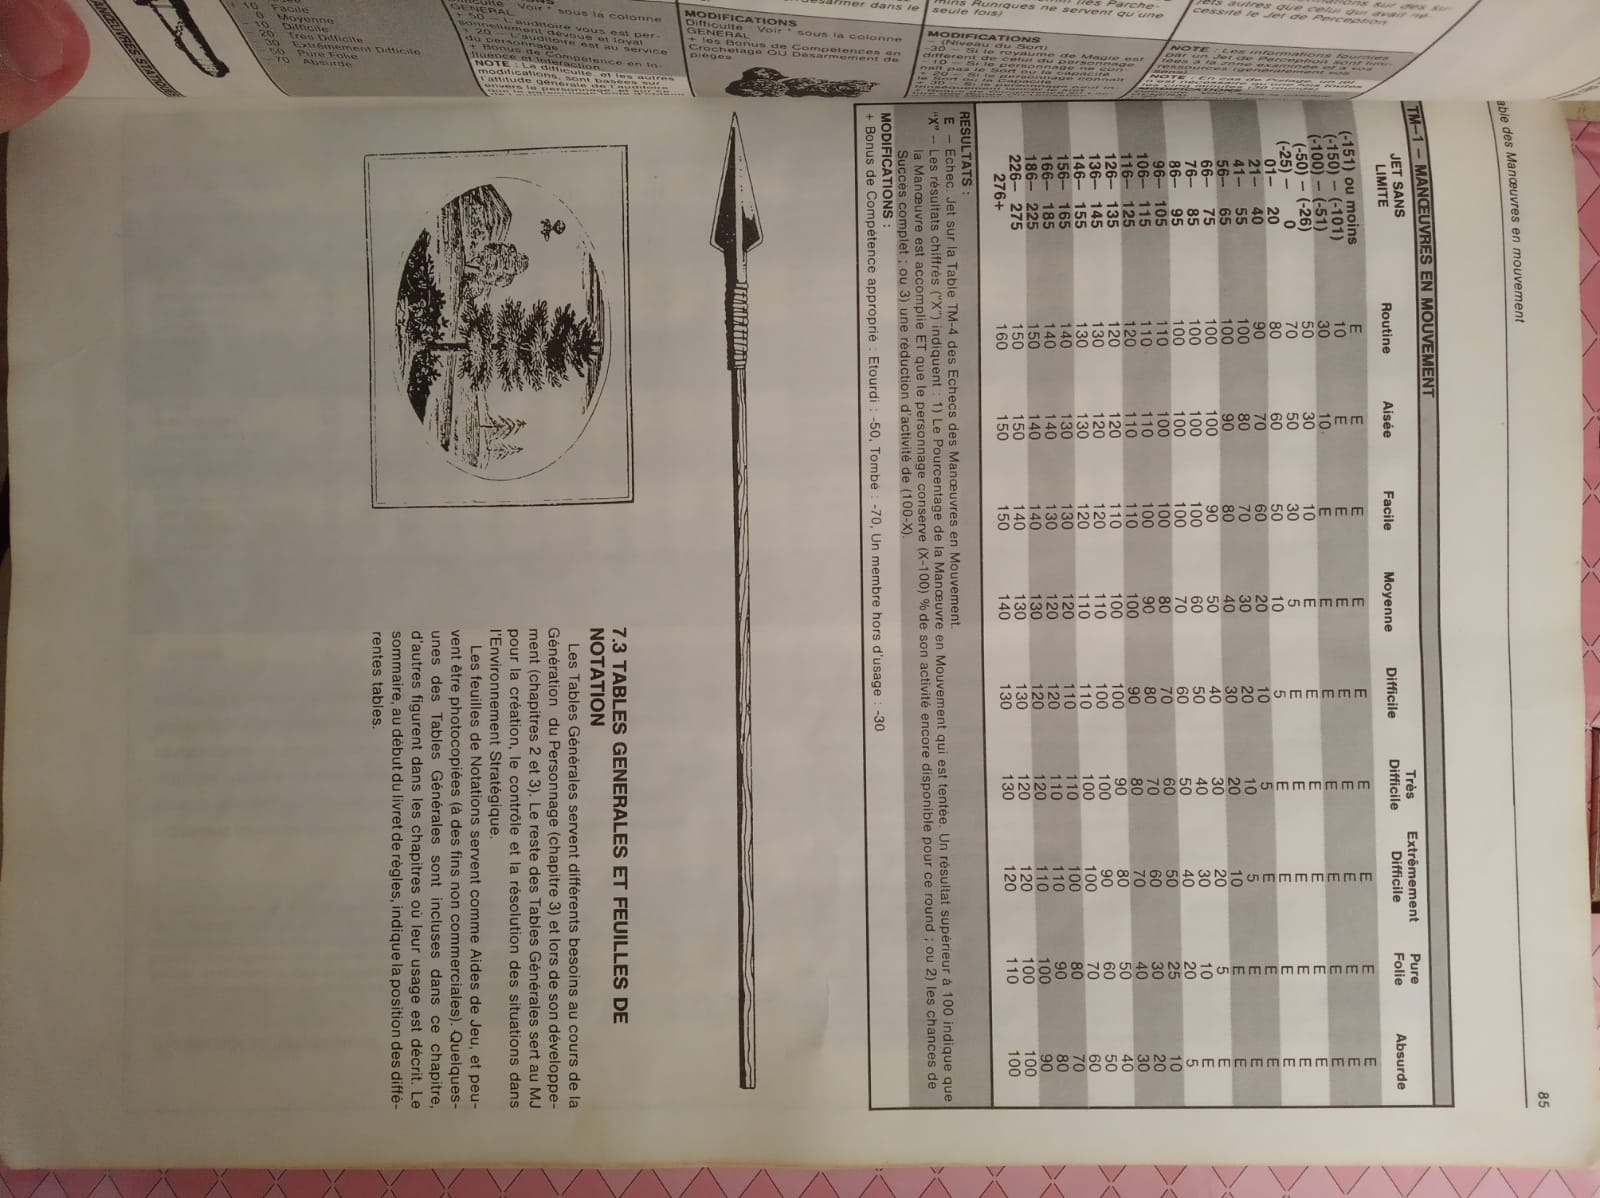 able des Manœuvres en mouvement
85
TM–1 – MANŒUVRES EN MOUVEMENT
JET SANS LIMITE Routine Aisée Facile Moyenne Difficile Très Difficile Extrêmement Difficile Pure Folie Absurde
(-151) ou moins E E E E E E E E E
(-150) – (-101) 10 E E E E E E E E
(-100) – (-51) 30 10 E E E E E E E
(-50) – (-26) 50 30 10 E E E E E E
(-25) – 0 70 50 30 5 E E E E E
01– 20 80 60 50 10 5 E E E E
21– 40 90 70 60 20 10 5 E E E
41– 55 100 80 70 30 20 10 5 E E
56– 65 100 90 80 40 30 20 10 E E
66– 75 100 100 90 50 40 30 20 5 E
76– 85 100 100 100 60 50 40 30 10 E
86– 95 100 100 100 70 60 50 40 20 5
96– 105 110 100 100 80 70 60 50 25 10
106– 115 110 110 100 90 80 70 60 30 20
116– 125 120 110 110 100 90 80 70 40 30
126– 135 120 120 110 100 100 90 80 50 40
136– 145 130 120 120 110 100 100 90 60 50
146– 155 130 130 120 110 110 100 100 70 60
156– 165 140 130 130 120 110 110 100 80 70
166– 185 140 140 130 120 120 110 110 90 80
186– 225 150 140 140 130 120 120 110 100 90
226– 275 150 150 140 130 130 120 120 100 100
276+ 160 150 150 140 130 130 120 110 100
RESULTATS :
E – Echec. Jet sur la Table TM-4 des Echecs des Manœuvres en Mouvement.
“X” – Les résultats chiffrés (“X”) indiquent : 1) Le Pourcentage de la Manœuvre en Mouvement qui est tentée. Un résultat supérieur à 100 indique que
la Manœuvre est accomplie ET que le personnage conserve (X-100) % de son activité encore disponible pour ce round ; ou 2) les chances de
Succès complet ; ou 3) une réduction d'activité de (100-X).
MODIFICATIONS :
+ Bonus de Compétence approprié : Etourdi : -50, Tombé : -70, Un membre hors d'usage : -30
7.3 TABLES GENERALES ET FEUILLES DE
NOTATION
Les Tables Générales servent différents besoins au cours de la
Génération du Personnage (chapitre 3) et lors de son développe-
ment (chapitres 2 et 3). Le reste des Tables Générales sert au MJ
pour la création, le contrôle et la résolution des situations dans
l'Environnement Stratégique.
Les feuilles de Notations servent comme Aides de Jeu, et peu-
vent être photocopiées (à des fins non commerciales). Quelques-
unes des Tables Générales sont incluses dans ce chapitre,
d'autres figurent dans les chapitres où leur usage est décrit. Le
sommaire, au début du livret de règles, indique la position des diffé-
rentes tables.